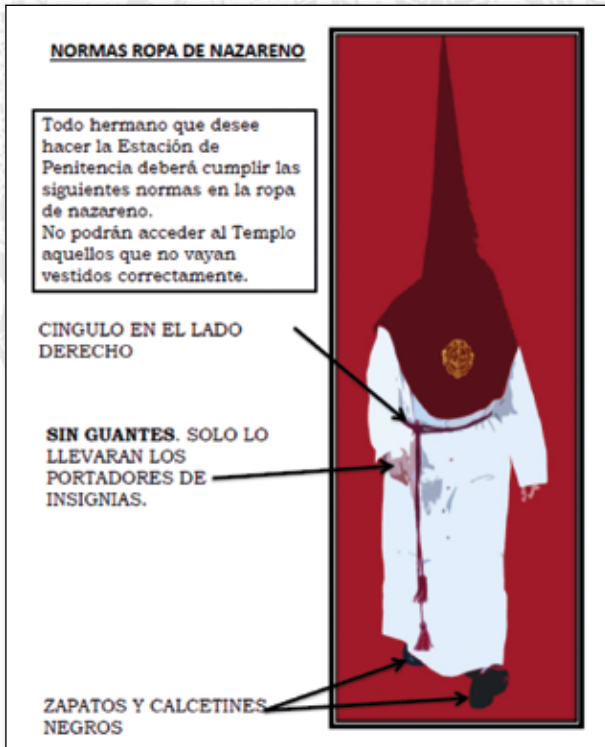 NORMAS ROPA DE NAZARENO
Todo hermano que desee
hacer la Estación de
Penitencia deberá cumplir las
siguientes normas en la ropa
de nazareno.
No podrán acceder al Templo
aquellos que no vayan
vestidos correctamente.
CINGULO EN EL LADO
DERECHO
SIN GUANTES. SOLO LO
LLEVARAN LOS
PORTADORES DE
INSIGNIAS.
ZAPATOS Y CALCETINES
NEGROS